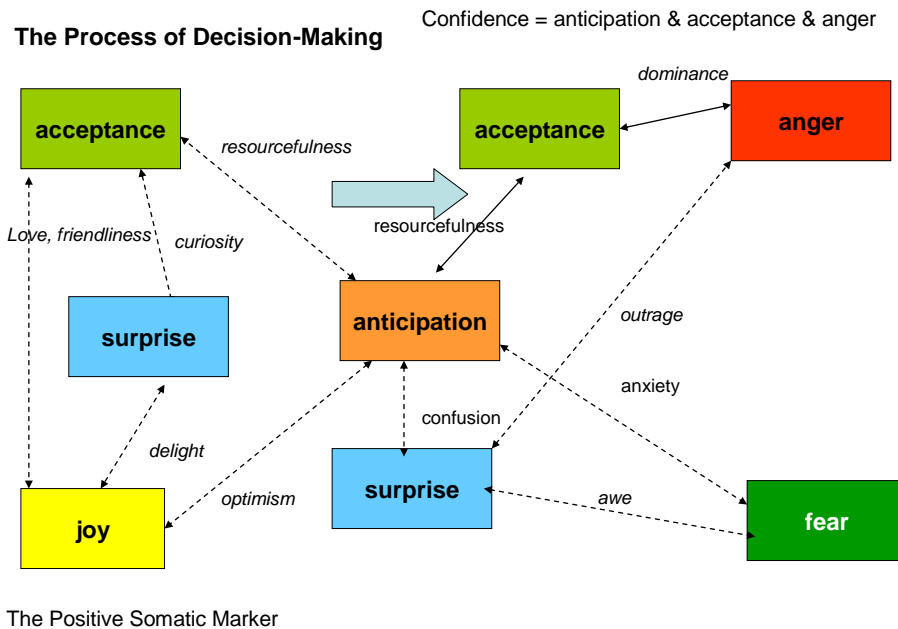 Confidence = anticipation & acceptance & anger
The Process of Decision-Making
dominance
acceptance
acceptance
anger
resourcefulness
resourcefulness
Love, friendliness
curiosity
surprise
anticipation
outrage
anxiety
confusion
delight
optimism
surprise
awe
joy
fear
The Positive Somatic Marker